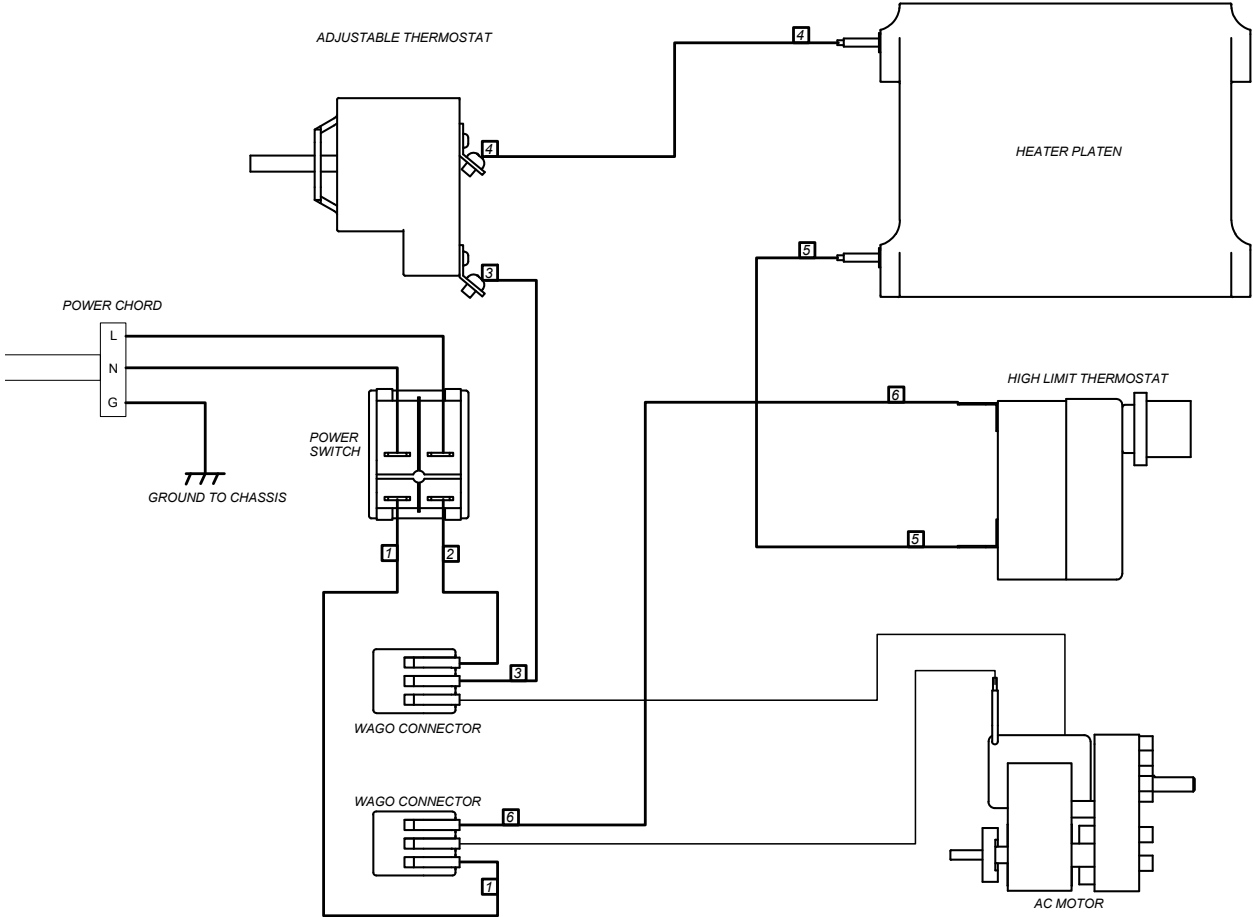 ADJUSTABLE THERMOSTAT
4
4
HEATER PLATEN
5
3
POWER CHORD
L
N
G
HIGH LIMIT THERMOSTAT
6
POWER
SWITCH
GROUND TO CHASSIS
1
2
5
3
WAGO CONNECTOR
WAGO CONNECTOR
6
1
AC MOTOR